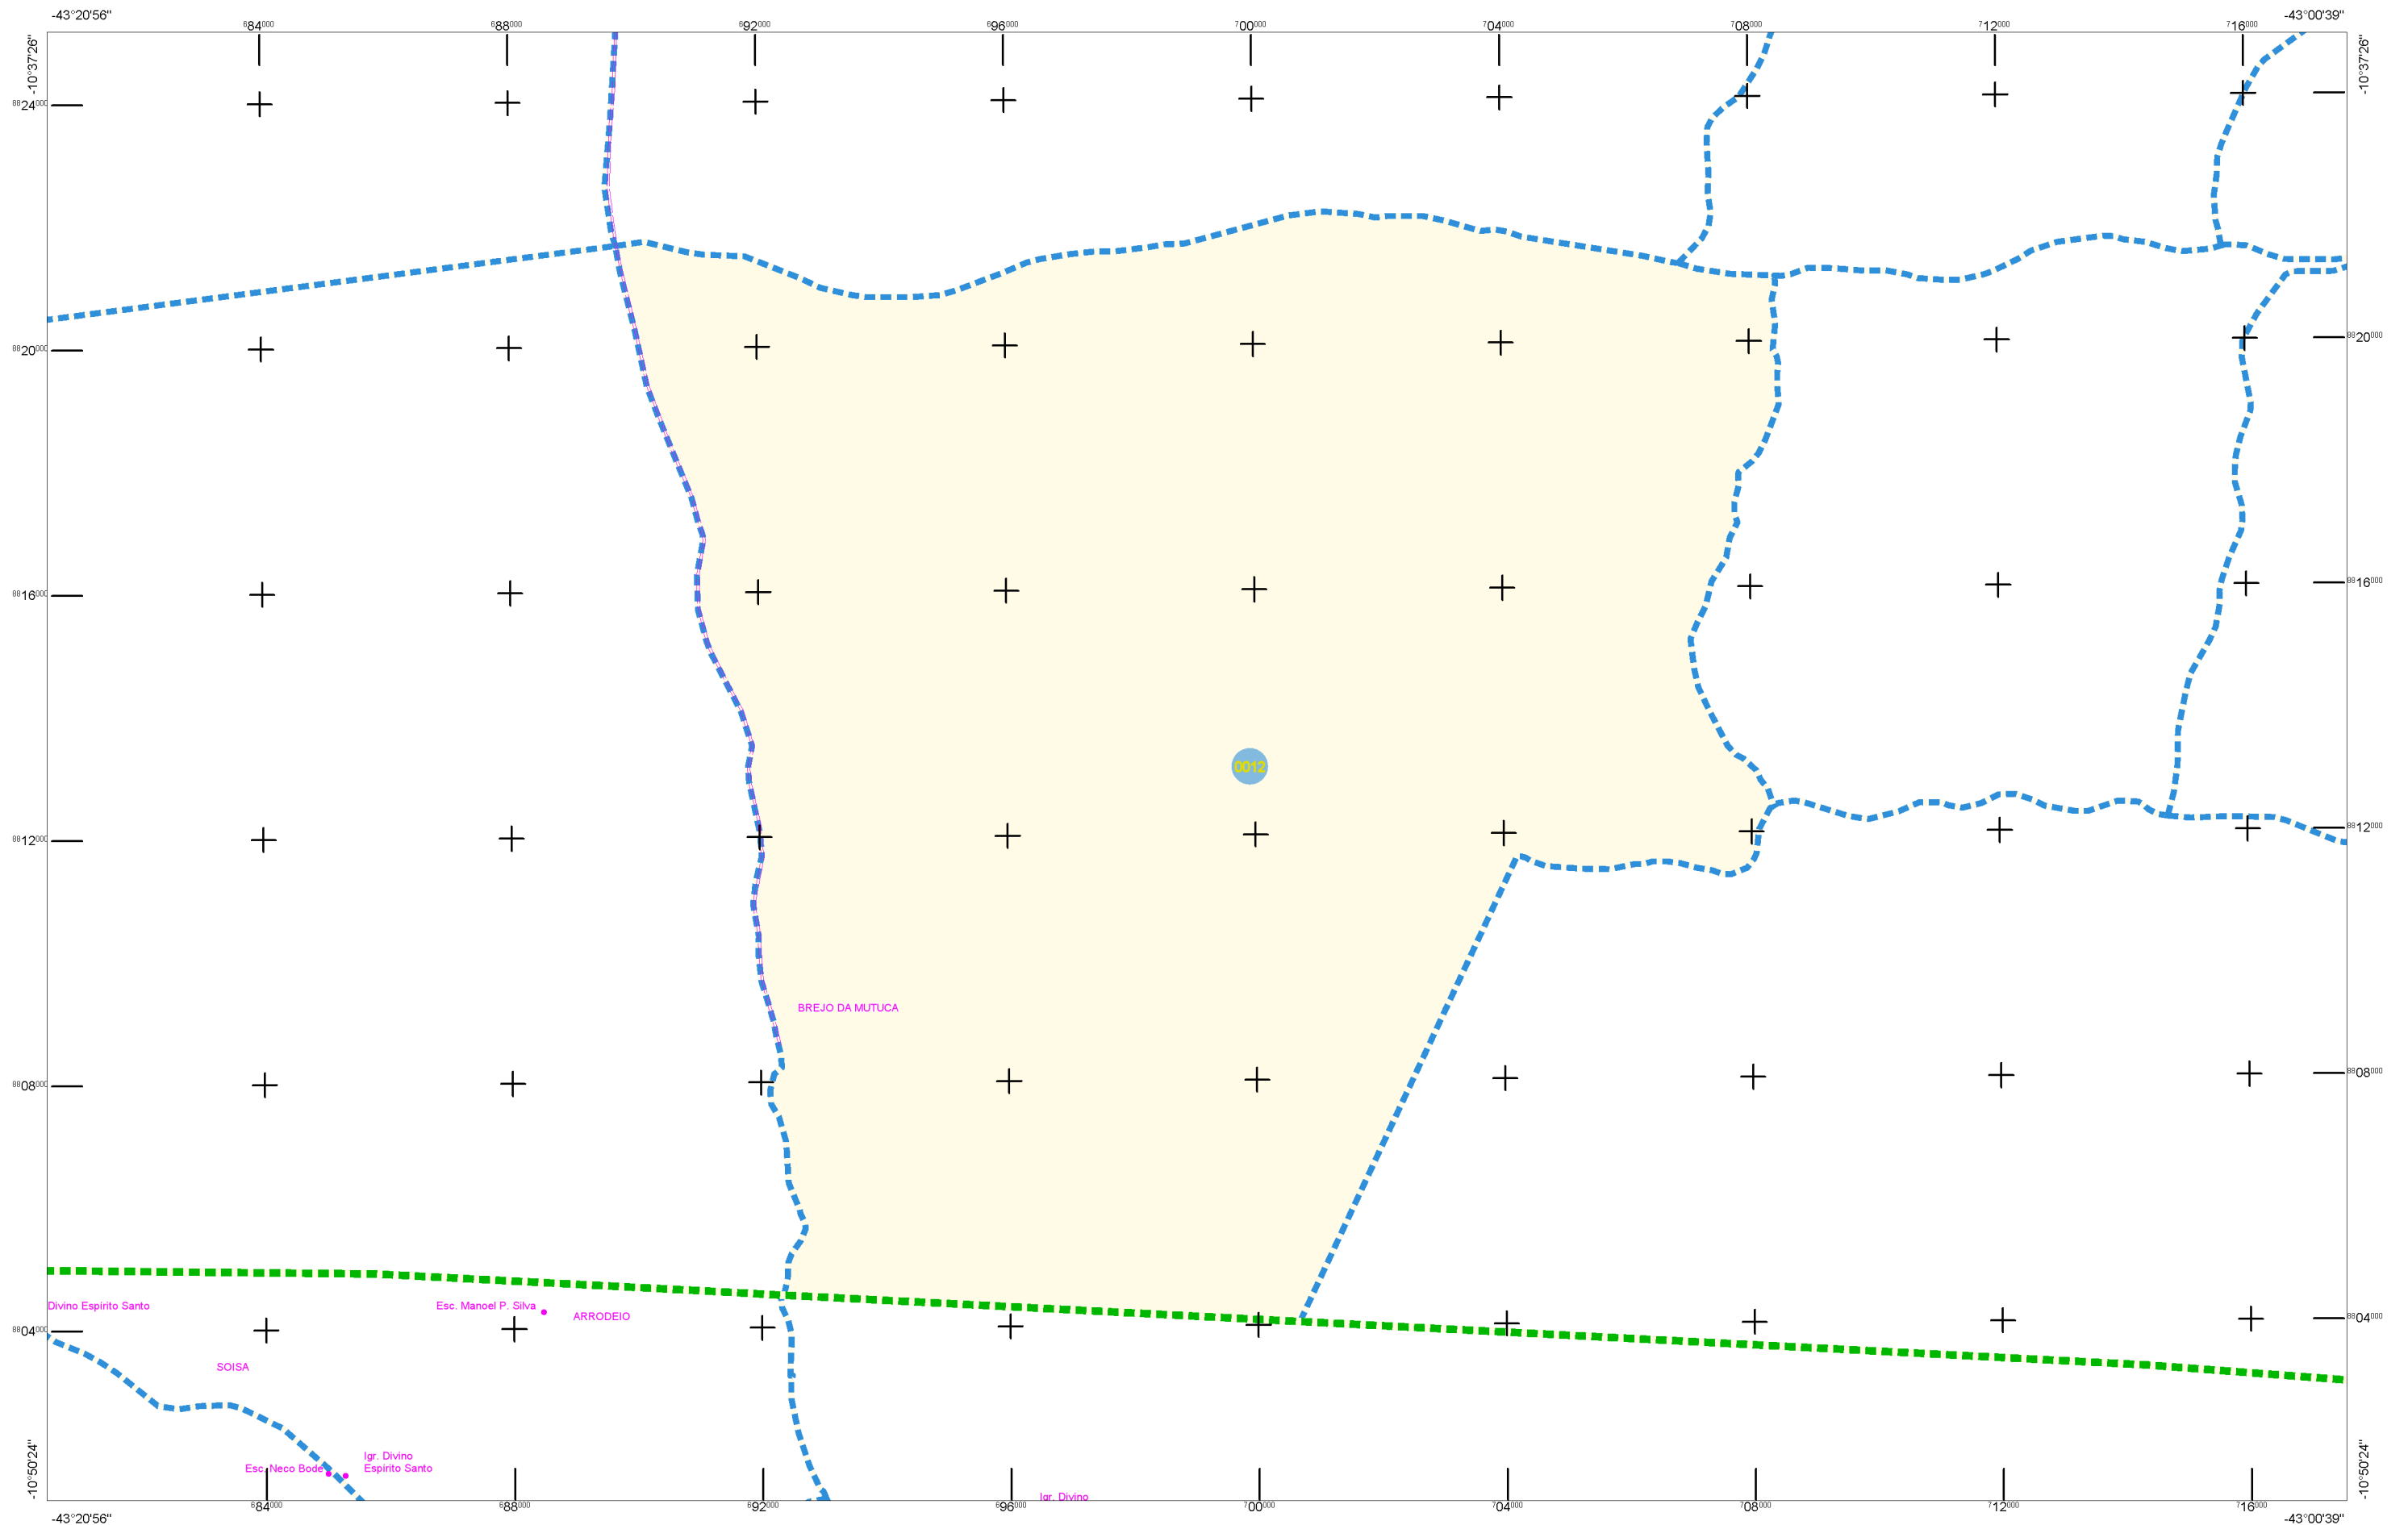 -43°20'56" -43°00'39"
684000 688000 692000 696000 700000 704000 708000 712000 716000
-10°37'26" -10°37'26"
8824000
8820000 8820000
8816000 8816000
0012
8812000 8812000
BREJO DA MUTUCA
8808000 8808000
Divino Espirito Santo
Esc. Manoel P. Silva
ARRODEIO
8804000 8804000
SOISA
Igr. Divino
Espirito Santo
Esc. Neco Bode
Igr. Divino
-10°50'24" -10°50'24"
684000 688000 692000 696000 700000 704000 708000 712000 716000
-43°20'56" -43°00'39"